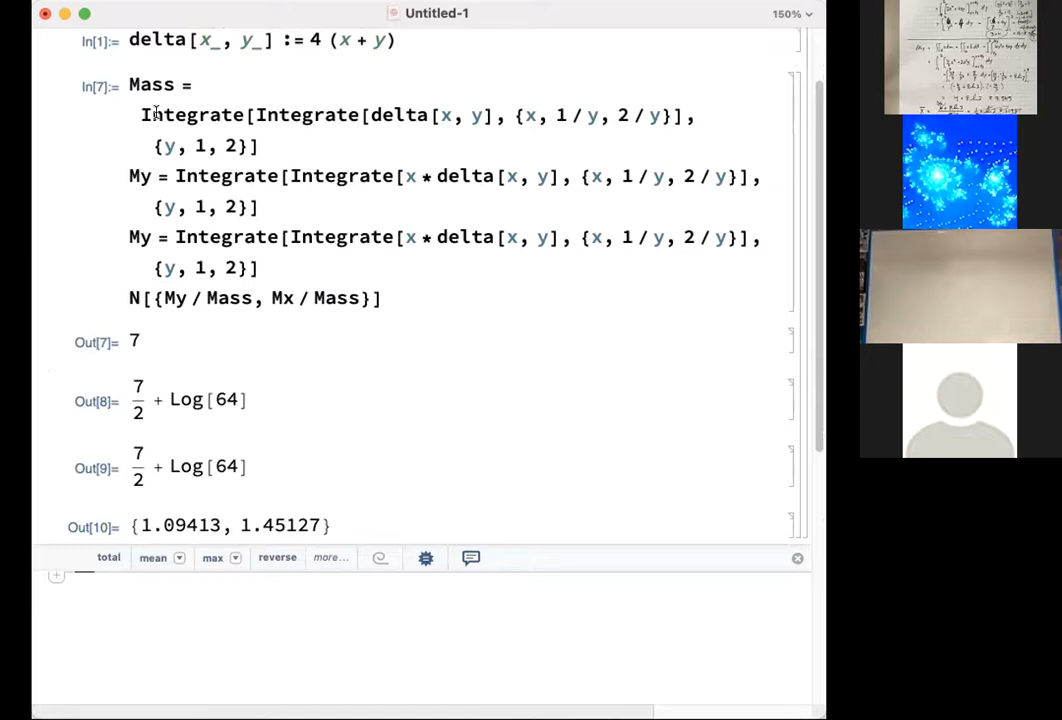 Untitled-1
150%
In[1]:= delta[x_, y_] := 4 (x + y)
In[7]:= Mass =
Integrate[Integrate[delta[x, y], {x, 1 / y, 2 / y}],
{y, 1, 2}]
My = Integrate[Integrate[x * delta[x, y], {x, 1 / y, 2 / y}],
{y, 1, 2}]
My = Integrate[Integrate[x * delta[x, y], {x, 1 / y, 2 / y}],
{y, 1, 2}]
N[{My / Mass, Mx / Mass}]
Out[7]= 7
Out[8]= 7/2 + Log[64]
Out[9]= 7/2 + Log[64]
Out[10]= {1.09413, 1.45127}
total mean max reverse more...